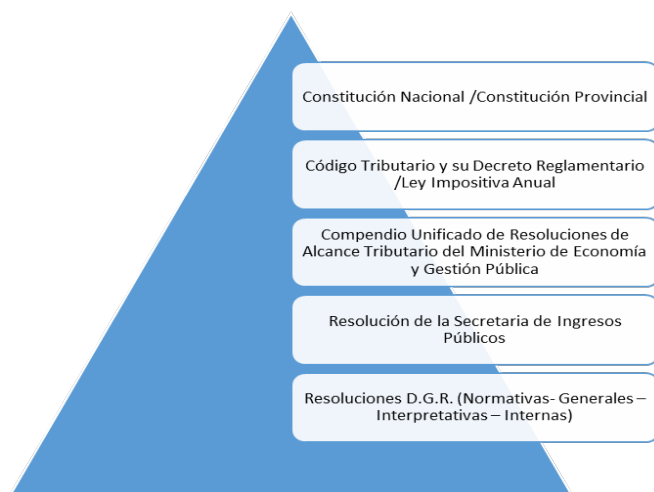 Constitución Nacional /Constitución Provincial
Código Tributario y su Decreto Reglamentario
/Ley Impositiva Anual
Compendio Unificado de Resoluciones de
Alcance Tributario del Ministerio de Economía
y Gestión Pública
Resolución de la Secretaria de Ingresos
Públicos
Resoluciones D.G.R. (Normativas- Generales –
Interpretativas – Internas)